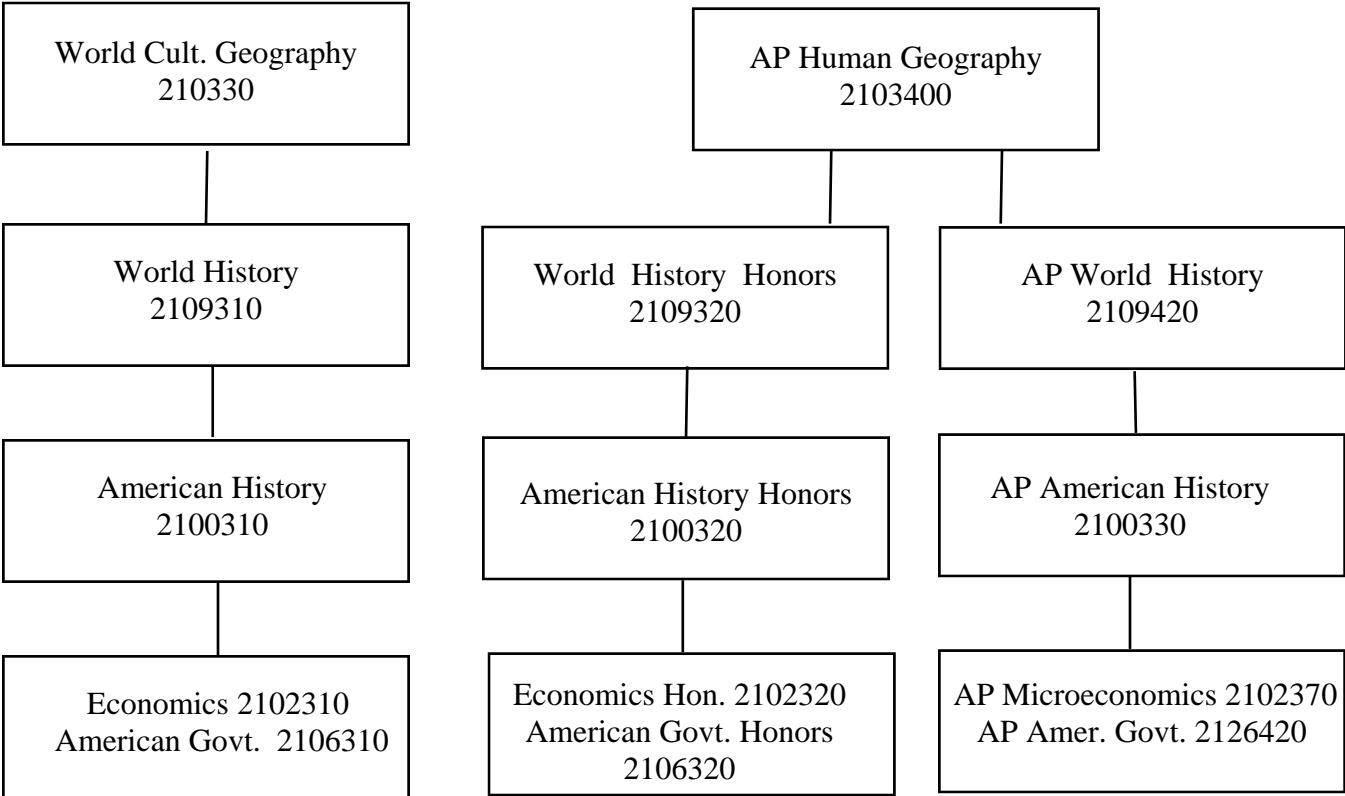 World Cult. Geography
210330
AP Human Geography
2103400
World History
2109310
World History Honors
2109320
AP World History
2109420
American History
2100310
American History Honors
2100320
AP American History
2100330
Economics 2102310
American Govt. 2106310
Economics Hon. 2102320
American Govt. Honors
2106320
AP Microeconomics 2102370
AP Amer. Govt. 2126420